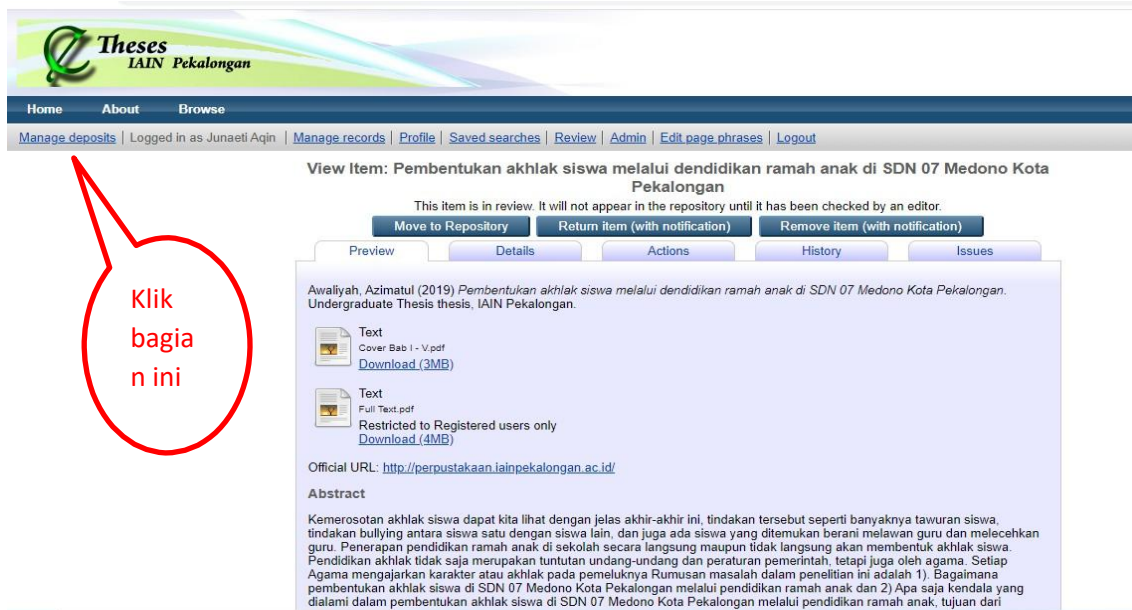 Theses
IAIN Pekalongan
Home About Browse
Manage deposits | Logged in as Junaeti Aqin | Manage records | Profile | Saved searches | Review | Admin | Edit page phrases | Logout
View Item: Pembentukan akhlak siswa melalui dendidikan ramah anak di SDN 07 Medono Kota
Pekalongan
This item is in review. It will not appear in the repository until it has been checked by an editor.
Move to Repository Return item (with notification) Remove item (with notification)
Preview Details Actions History Issues
Klik
bagia
n ini
Awaliyah, Azimatul (2019) Pembentukan akhlak siswa melalui dendidikan ramah anak di SDN 07 Medono Kota Pekalongan.
Undergraduate Thesis thesis, IAIN Pekalongan.
Text
Cover Bab I - V.pdf
Download (3MB)
Text
Full Text.pdf
Restricted to Registered users only
Download (4MB)
Official URL: http://perpustakaan.iainpekalongan.ac.id/
Abstract
Kemerosotan akhlak siswa dapat kita lihat dengan jelas akhir-akhir ini, tindakan tersebut seperti banyaknya tawuran siswa,
tindakan bullying antara siswa satu dengan siswa lain, dan juga ada siswa yang ditemukan berani melawan guru dan melecehkan
guru. Penerapan pendidikan ramah anak di sekolah secara langsung maupun tidak langsung akan membentuk akhlak siswa.
Pendidikan akhlak tidak saja merupakan tuntutan undang-undang dan peraturan pemerintah, tetapi juga oleh agama. Setiap
Agama mengajarkan karakter atau akhlak pada pemeluknya Rumusan masalah dalam penelitian ini adalah 1). Bagaimana
pembentukan akhlak siswa di SDN 07 Medono Kota Pekalongan melalui pendidikan ramah anak dan 2) Apa saja kendala yang
dialami dalam pembentukan akhlak siswa di SDN 07 Medono Kota Pekalongan melalui pendidikan ramah anak, tujuan dari